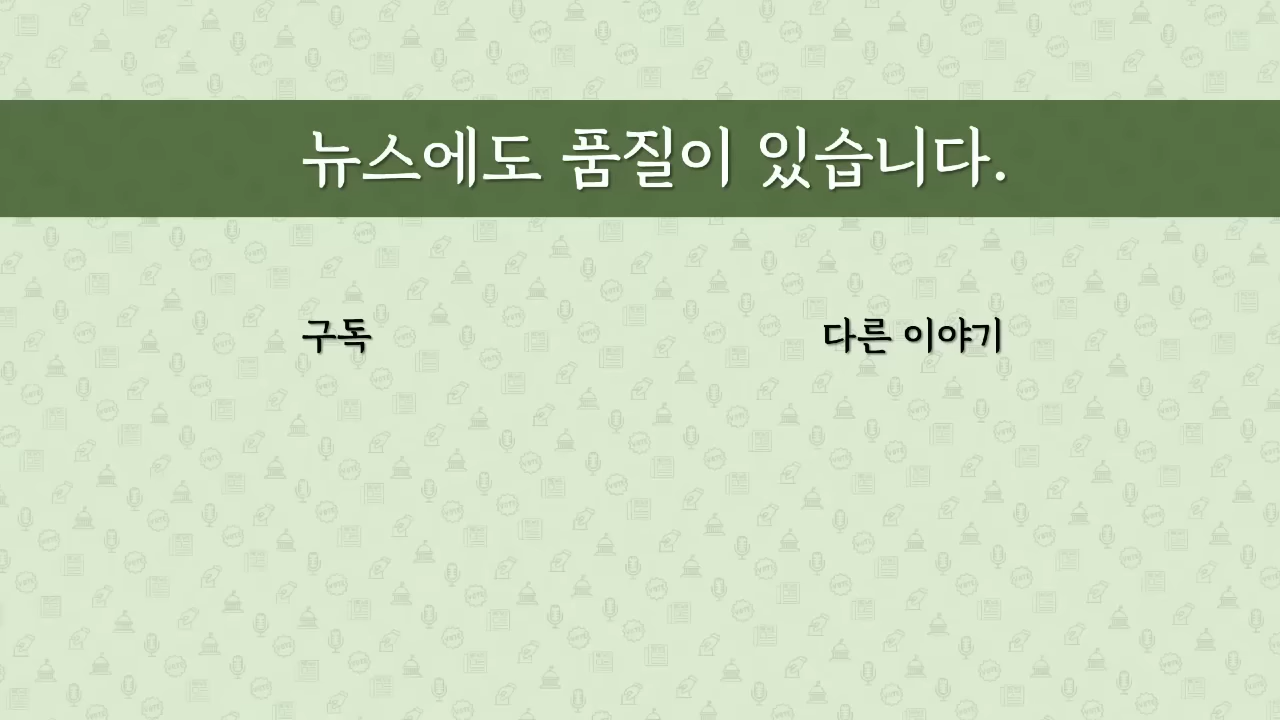 뉴스에도 품질이 있습니다.
구독
다른 이야기